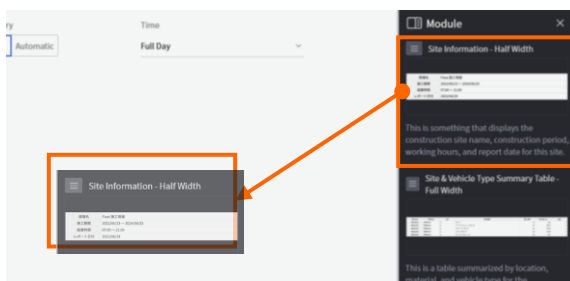 ry
Time
Automatic
Full Day
Module
Site Information - Half Width
This is something that displays the
construction site name, construction period,
working hours, and report date for this site.
Site & Vehicle Type Summary Table -
Full Width
This is a table summarized by location,
material, and vehicle type for the
Site Information - Half Width